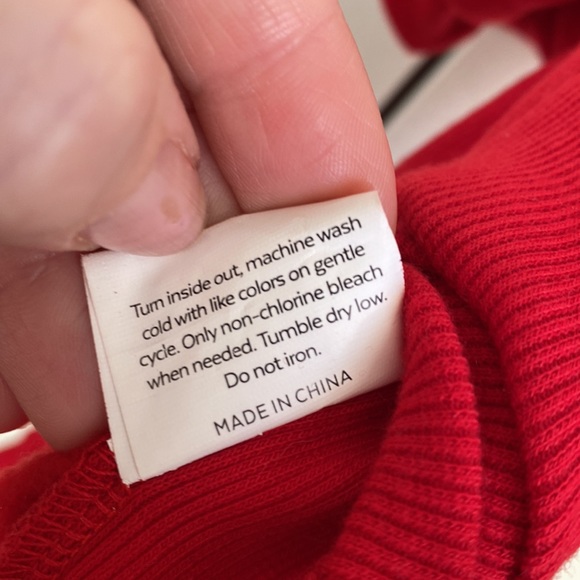 Turn inside out, machine wash
cold with like colors on gentle
cycle. Only non-chlorine bleach
when needed. Tumble dry low.
Do not iron.
MADE IN CHINA